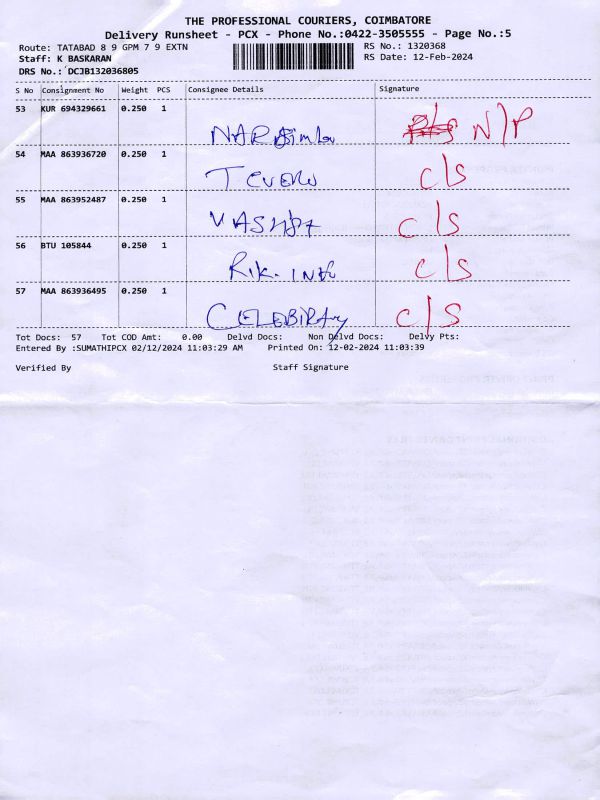 THE PROFESSIONAL COURIERS, COIMBATORE
Delivery Runsheet - PCX - Phone No.:0422-3505555 - Page No.:5
Route: TATABAD 8 9 GPM 7 9 EXTN
RS No.: 1320368
Staff: K BASKARAN
RS Date: 12-Feb-2024
DRS No.: DCJB132036805
S No Consignment No Weight PCS Consignee Details Signature
53 KUR 694329661 0.250 1
N/P
54 MAA 863936720 0.250 1
C/S
55 MAA 863952487 0.250 1
C/S
56 BTU 105844 0.250 1
RIK. INFO C/S
57 MAA 863936495 0.250 1
C/S
Tot Docs: 57 Tot COD Amt: 0.00 Delvd Docs: Non Delvd Docs: Delvy Pts:
Entered By :SUMATHIPCX 02/12/2024 11:03:29 AM Printed On: 12-02-2024 11:03:39
Verified By Staff Signature